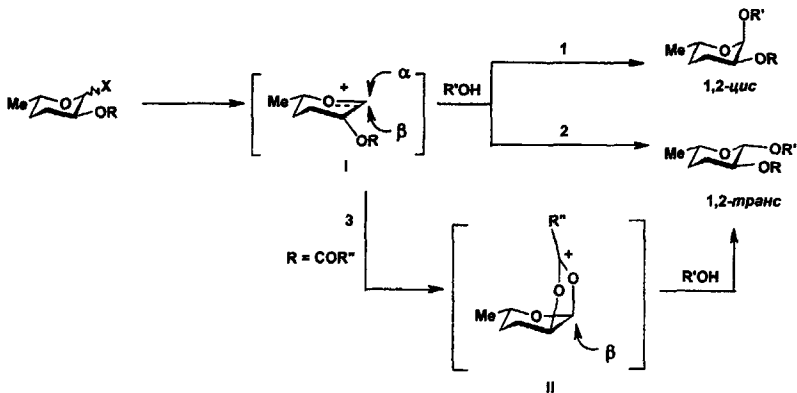 Me
O
X
OR
Me
O
+
α
β
OR
I
R'OH
1
2
OR'
Me
O
OR
1,2-цис
Me
O
OR'
OR
1,2-транс
3
R = COR"
R"
+
O
O
Me
O
β
II
R'OH